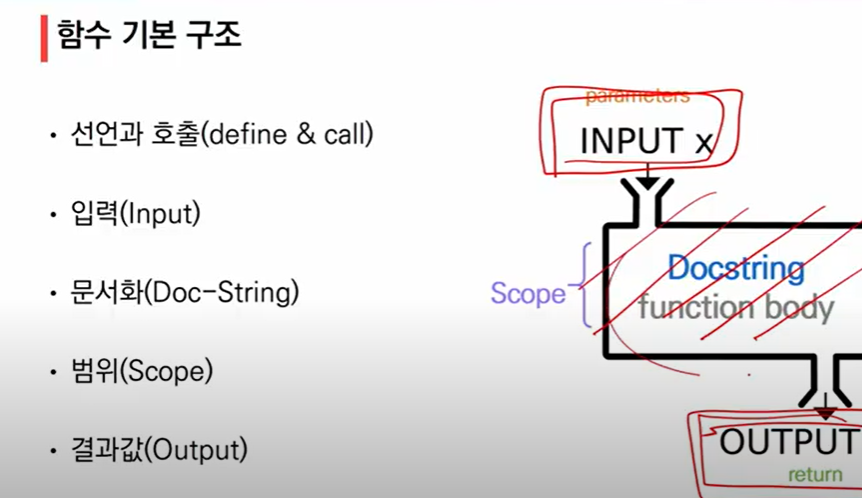 함수 기본 구조
• 선언과 호출(define & call)
• 입력(Input)
• 문서화(Doc-String)
• 범위(Scope)
• 결과값(Output)
parameters
INPUT x
Scope
Docstring
function body
OUTPUT
return